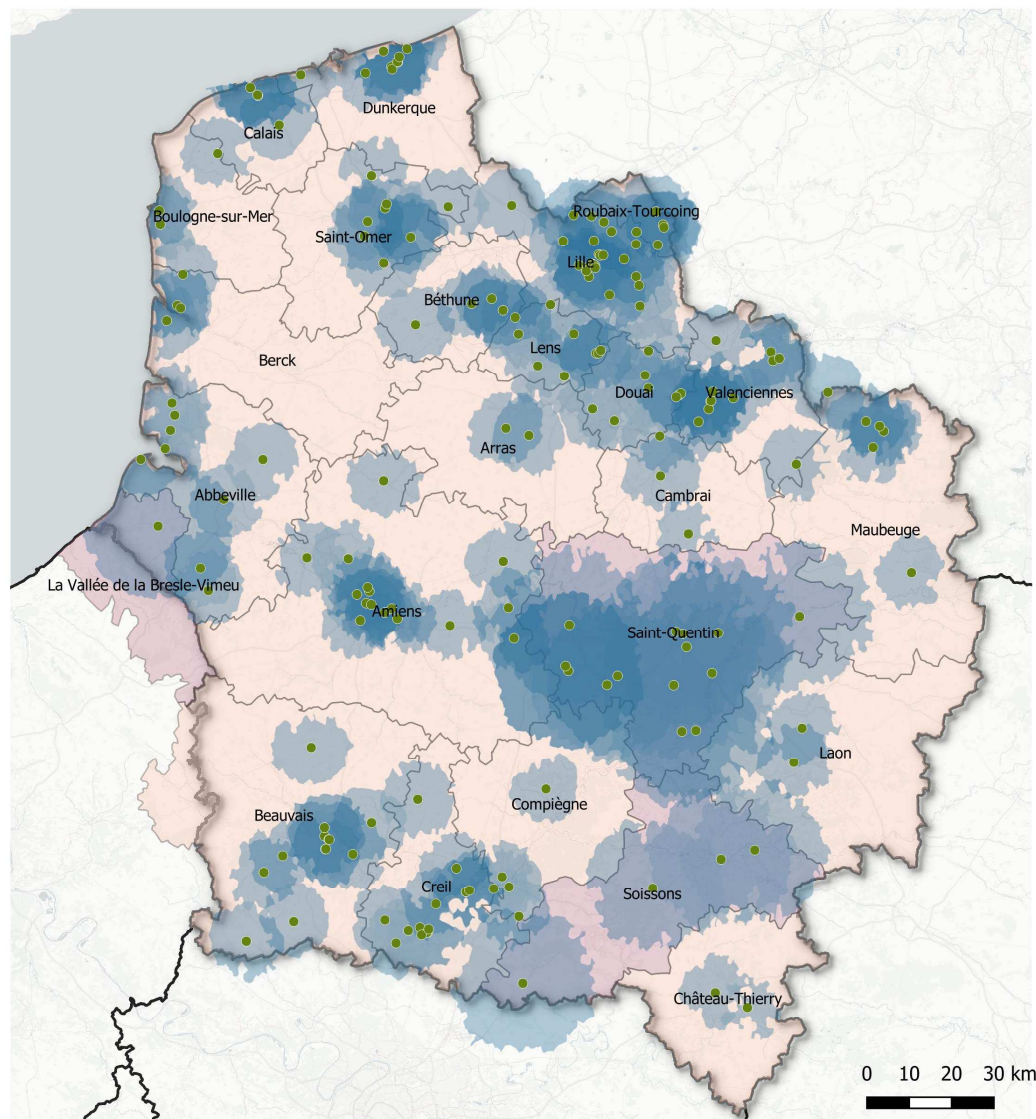 Dunkerque
Calais
Boulogne-sur-Mer
Roubaix-Tourcoing
Saint-Omer
Lille
Béthune
Lens
Berck
Douai
Valenciennes
Arras
Abbeville
Cambrai
Maubeuge
La Vallée de la Bresle-Vimeu
Amiens
Saint-Quentin
Laon
Compiègne
Beauvais
Creil
Soissons
Château-Thierry
0 10 20 30 km